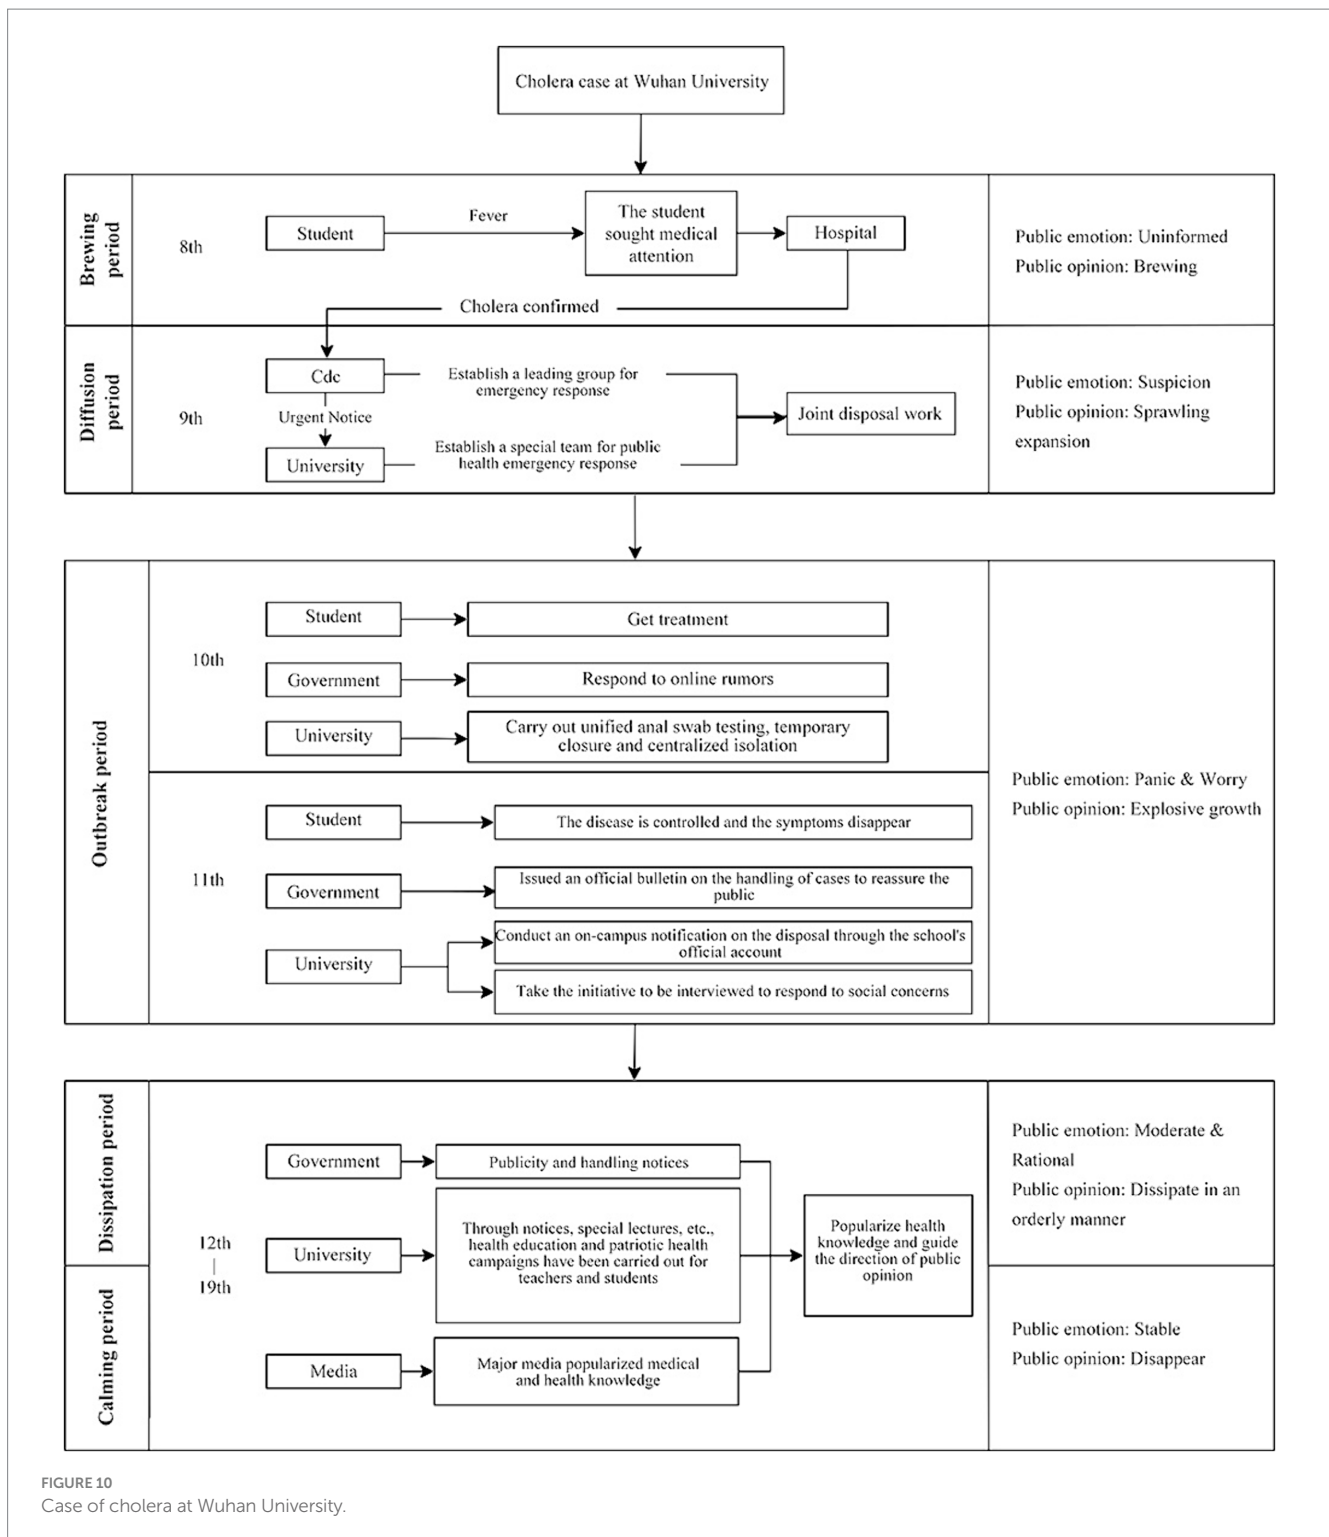 Cholera case at Wuhan University
Brewing
period
8th
Student
Fever
The student
sought medical
attention
Hospital
Public emotion: Uninformed
Public opinion: Brewing
Cholera confirmed
Diffusion
period
9th
Cdc
Urgent Notice
University
Establish a leading group for
emergency response
Establish a special team for public
health emergency response
Joint disposal work
Public emotion: Suspicion
Public opinion: Sprawling
expansion
Outbreak period
10th
Student
Get treatment
Government
Respond to online rumors
University
Carry out unified anal swab testing, temporary
closure and centralized isolation
11th
Student
The disease is controlled and the symptoms disappear
Government
Issued an official bulletin on the handling of cases to reassure the
public
University
Conduct an on-campus notification on the disposal through the school's
official account
Take the initiative to be interviewed to respond to social concerns
Public emotion: Panic & Worry
Public opinion: Explosive growth
Dissipation period
Calming period
12th
|
19th
Government
Publicity and handling notices
University
Through notices, special lectures, etc.,
health education and patriotic health
campaigns have been carried out for
teachers and students
Media
Major media popularized medical
and health knowledge
Popularize health
knowledge and guide
the direction of public
opinion
Public emotion: Moderate &
Rational
Public opinion: Dissipate in an
orderly manner
Public emotion: Stable
Public opinion: Disappear
FIGURE 10
Case of cholera at Wuhan University.